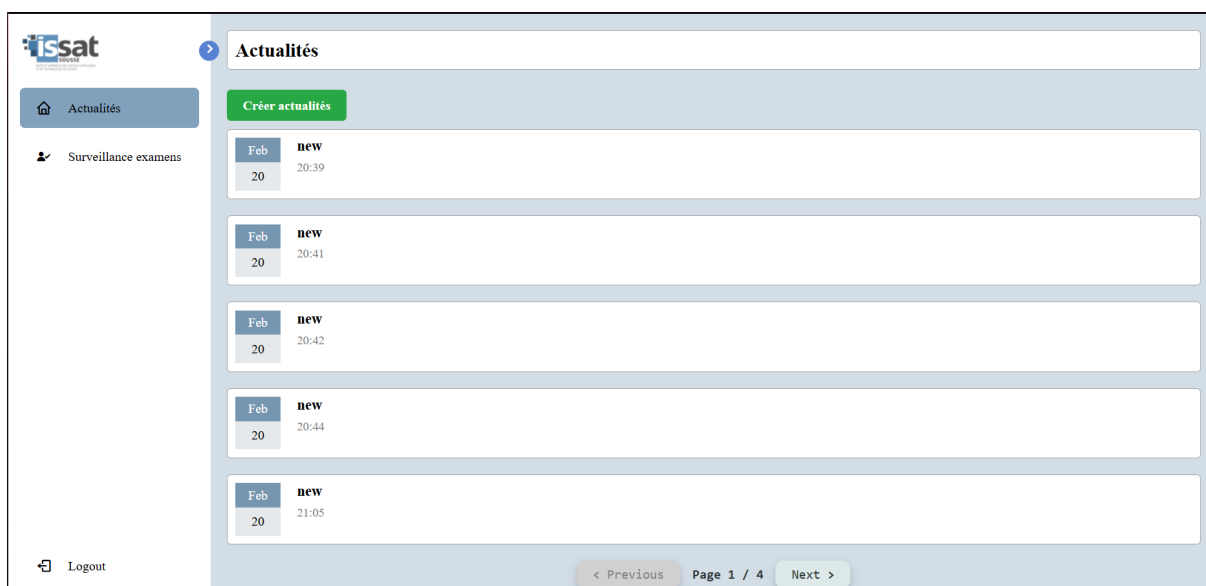 issat
SOUSSE
Actualités
Surveillance examens
Logout
Actualités
Créer actualités
Feb
20
new
20:39
Feb
20
new
20:41
Feb
20
new
20:42
Feb
20
new
20:44
Feb
20
new
21:05
< Previous Page 1 / 4 Next >